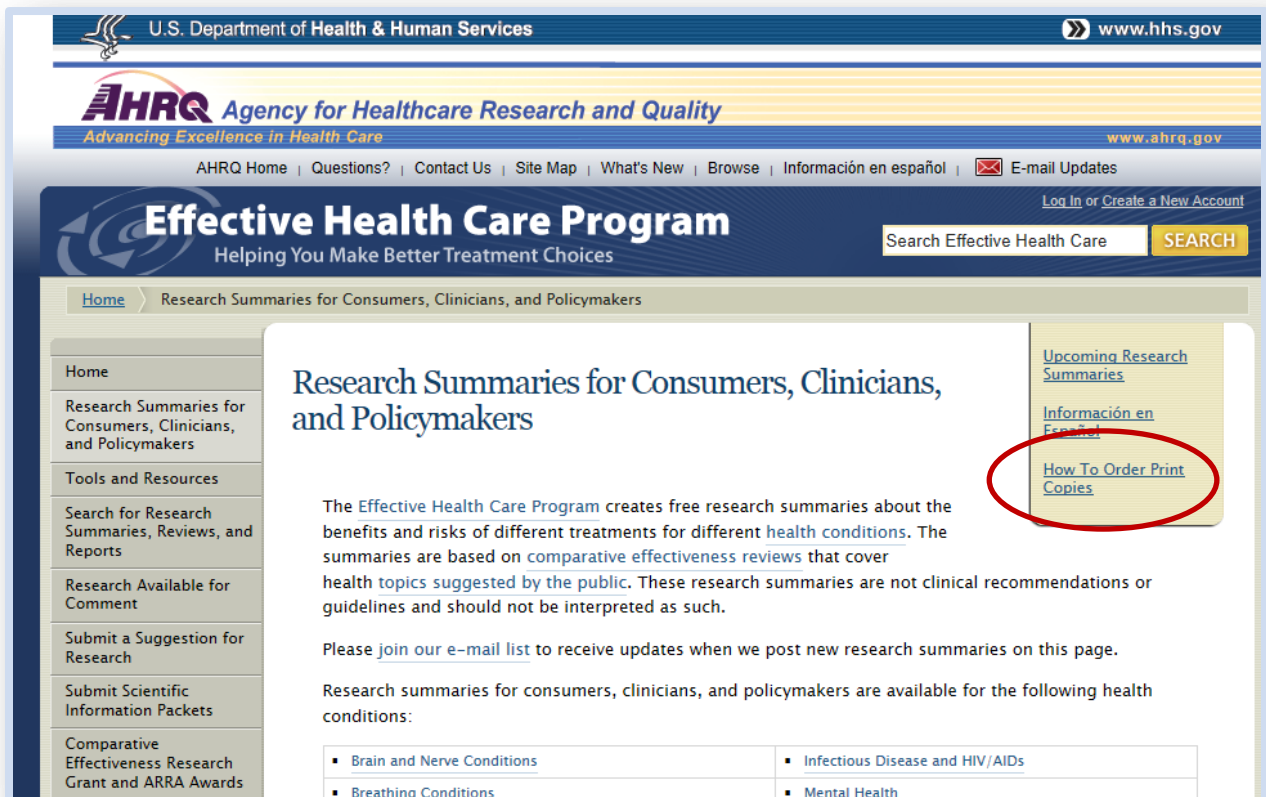 U.S. Department of Health & Human Services
www.hhs.gov
AHRQ Agency for Healthcare Research and Quality
Advancing Excellence in Health Care
www.ahrq.gov
AHRQ Home | Questions? | Contact Us | Site Map | What's New | Browse | Información en español | E-mail Updates
Log In or Create a New Account
Effective Health Care Program
Helping You Make Better Treatment Choices
Search Effective Health Care
SEARCH
Home
Research Summaries for Consumers, Clinicians, and Policymakers
Home
Research Summaries for
Consumers, Clinicians,
and Policymakers
Tools and Resources
Search for Research
Summaries, Reviews, and
Reports
Research Available for
Comment
Submit a Suggestion for
Research
Submit Scientific
Information Packets
Comparative
Effectiveness Research
Grant and ARRA Awards
Research Summaries for Consumers, Clinicians,
and Policymakers
Upcoming Research
Summaries
Información en
Español
How To Order Print
Copies
The Effective Health Care Program creates free research summaries about the
benefits and risks of different treatments for different health conditions. The
summaries are based on comparative effectiveness reviews that cover
health topics suggested by the public. These research summaries are not clinical recommendations or
guidelines and should not be interpreted as such.
Please join our e-mail list to receive updates when we post new research summaries on this page.
Research summaries for consumers, clinicians, and policymakers are available for the following health
conditions:
▪ Brain and Nerve Conditions
▪ Infectious Disease and HIV/AIDs
▪ Breathing Conditions
▪ Mental Health